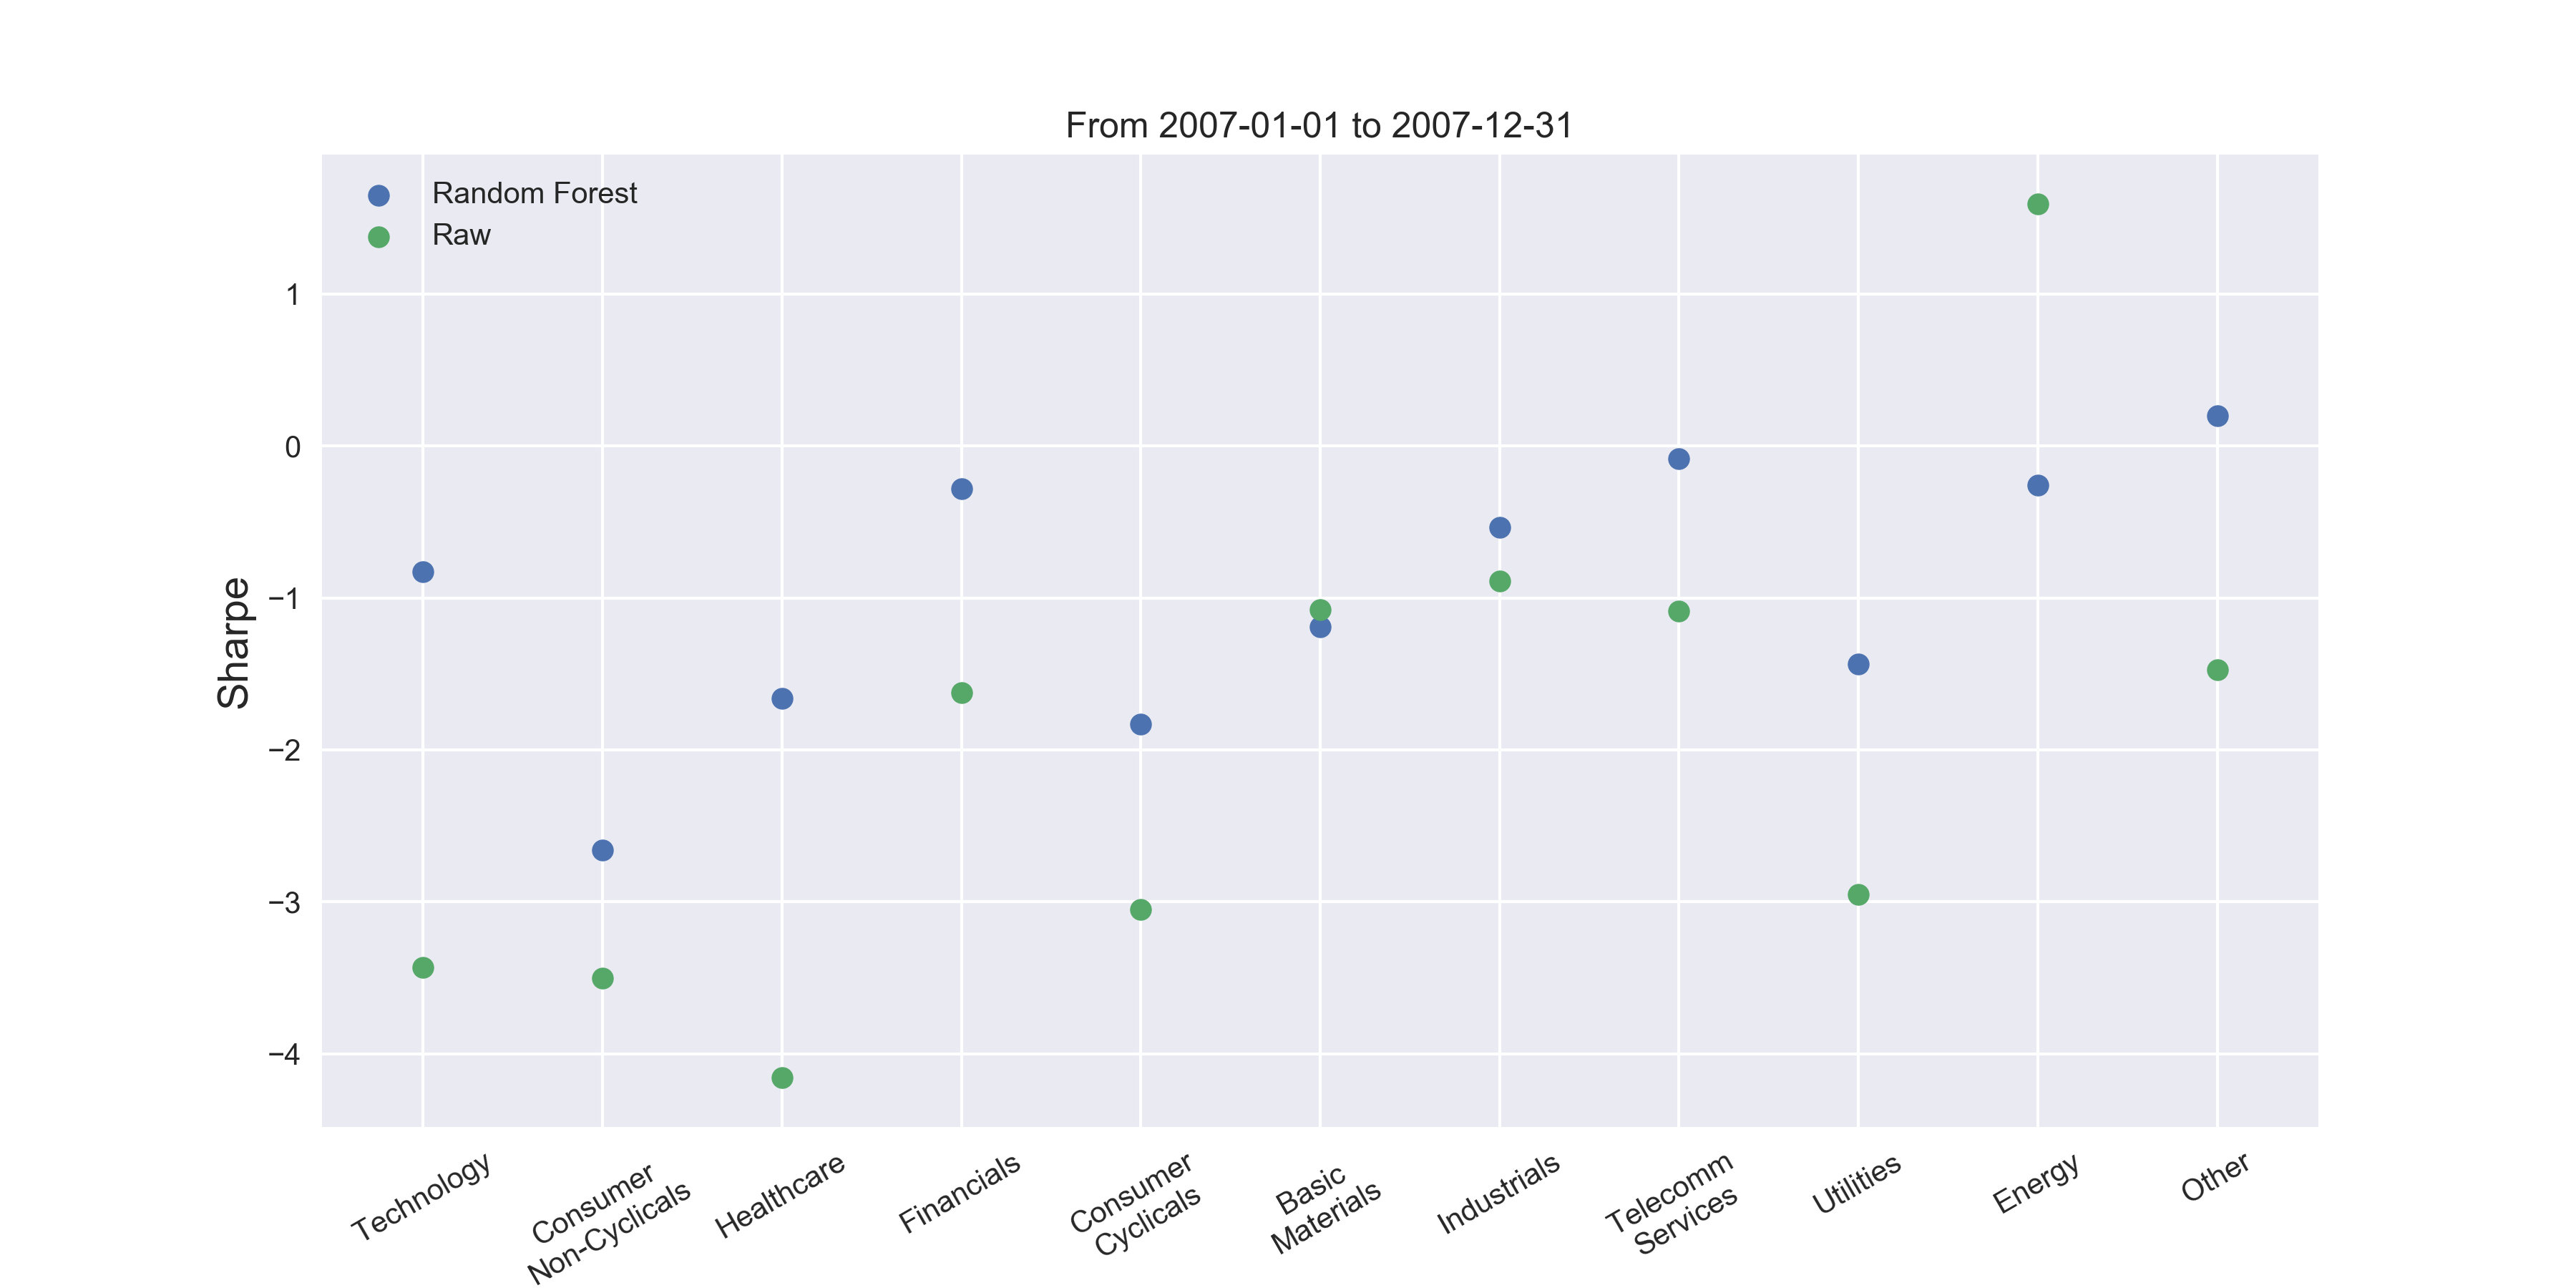 From 2007-01-01 to 2007-12-31
Random Forest
Raw
1
0
−1
−2
−3
−4
Sharpe
Technology
Consumer
Non-Cyclicals
Healthcare
Financials
Consumer
Cyclicals
Basic
Materials
Industrials
Telecomm
Services
Utilities
Energy
Other